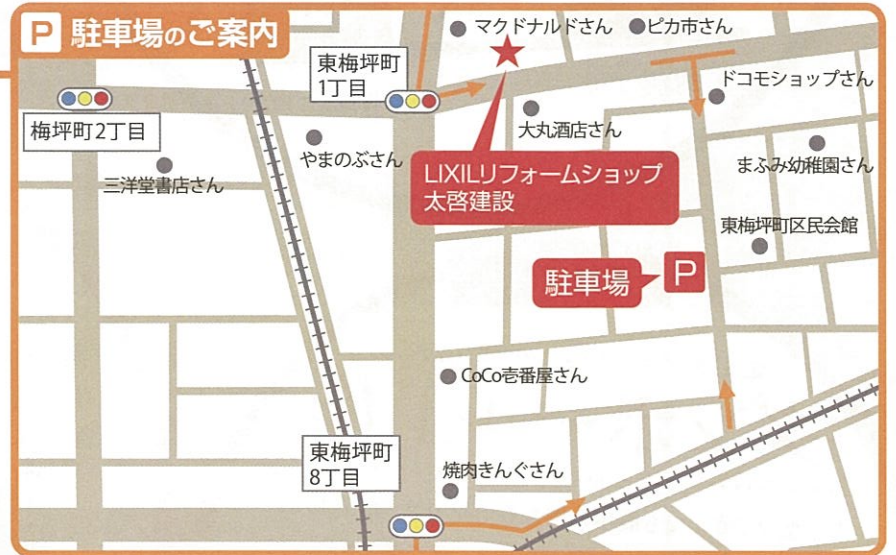 P 駐車場のご案内
マクドナルドさん
ピカ市さん
東梅坪町
1丁目
ドコモショップさん
梅坪町2丁目
大丸酒店さん
やまのぶさん
まふみ幼稚園さん
三洋堂書店さん
LIXILリフォームショップ
太啓建設
東梅坪町区民会館
駐車場
P
CoCo壱番屋さん
東梅坪町
8丁目
焼肉きんぐさん